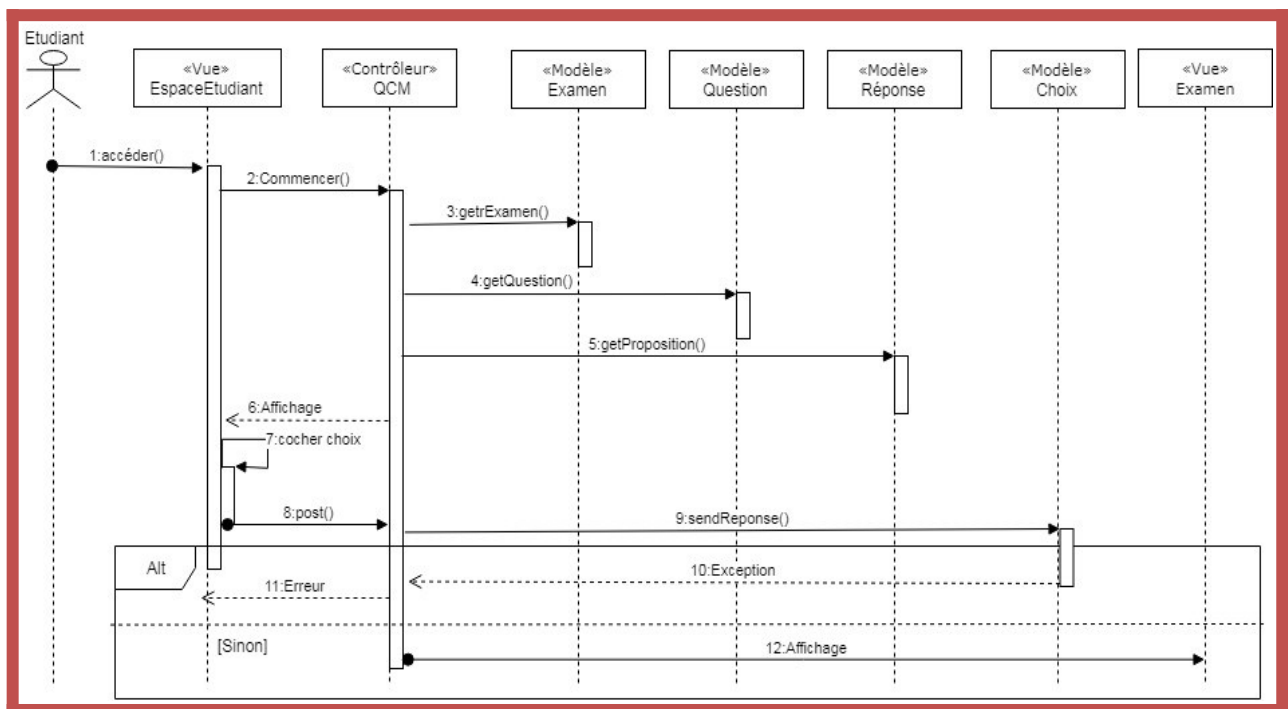 Etudiant
«Vue»
EspaceEtudiant
«Contrôleur»
QCM
«Modèle»
Examen
«Modèle»
Question
«Modèle»
Réponse
«Modèle»
Choix
«Vue»
Examen
1:accéder()
2:Commencer()
3:getrExamen()
4:getQuestion()
5:getProposition()
6:Affichage
7:cocher choix
8:post()
9:sendReponse()
Alt
10:Exception
11:Erreur
[Sinon]
12:Affichage